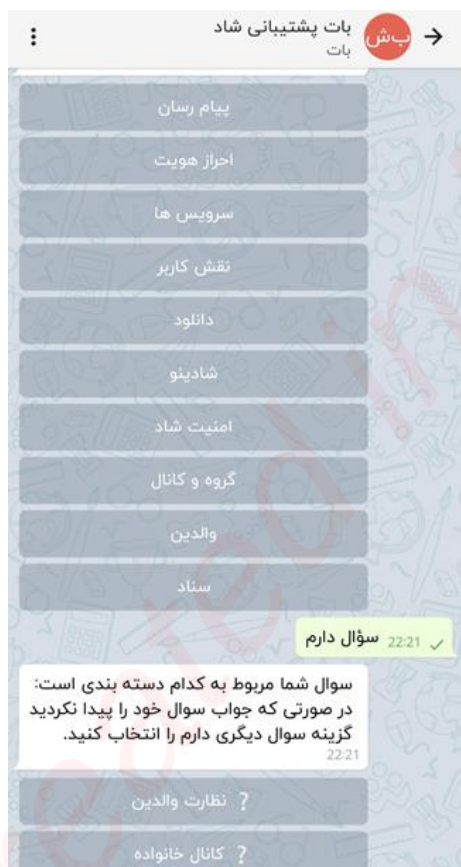 بات پشتیبانی شاد
بات
ب‌ش
پیام رسان
احراز هویت
سرویس ها
نقش کاربر
دانلود
شادینو
امنیت شاد
گروه و کانال
والدین
سناد
سؤال دارم
22:21
سوال شما مربوط به کدام دسته بندی است:
در صورتی که جواب سوال خود را پیدا نکردید
گزینه سوال دیگری دارم را انتخاب کنید.
22:21
? نظارت والدین
? کانال خانواده